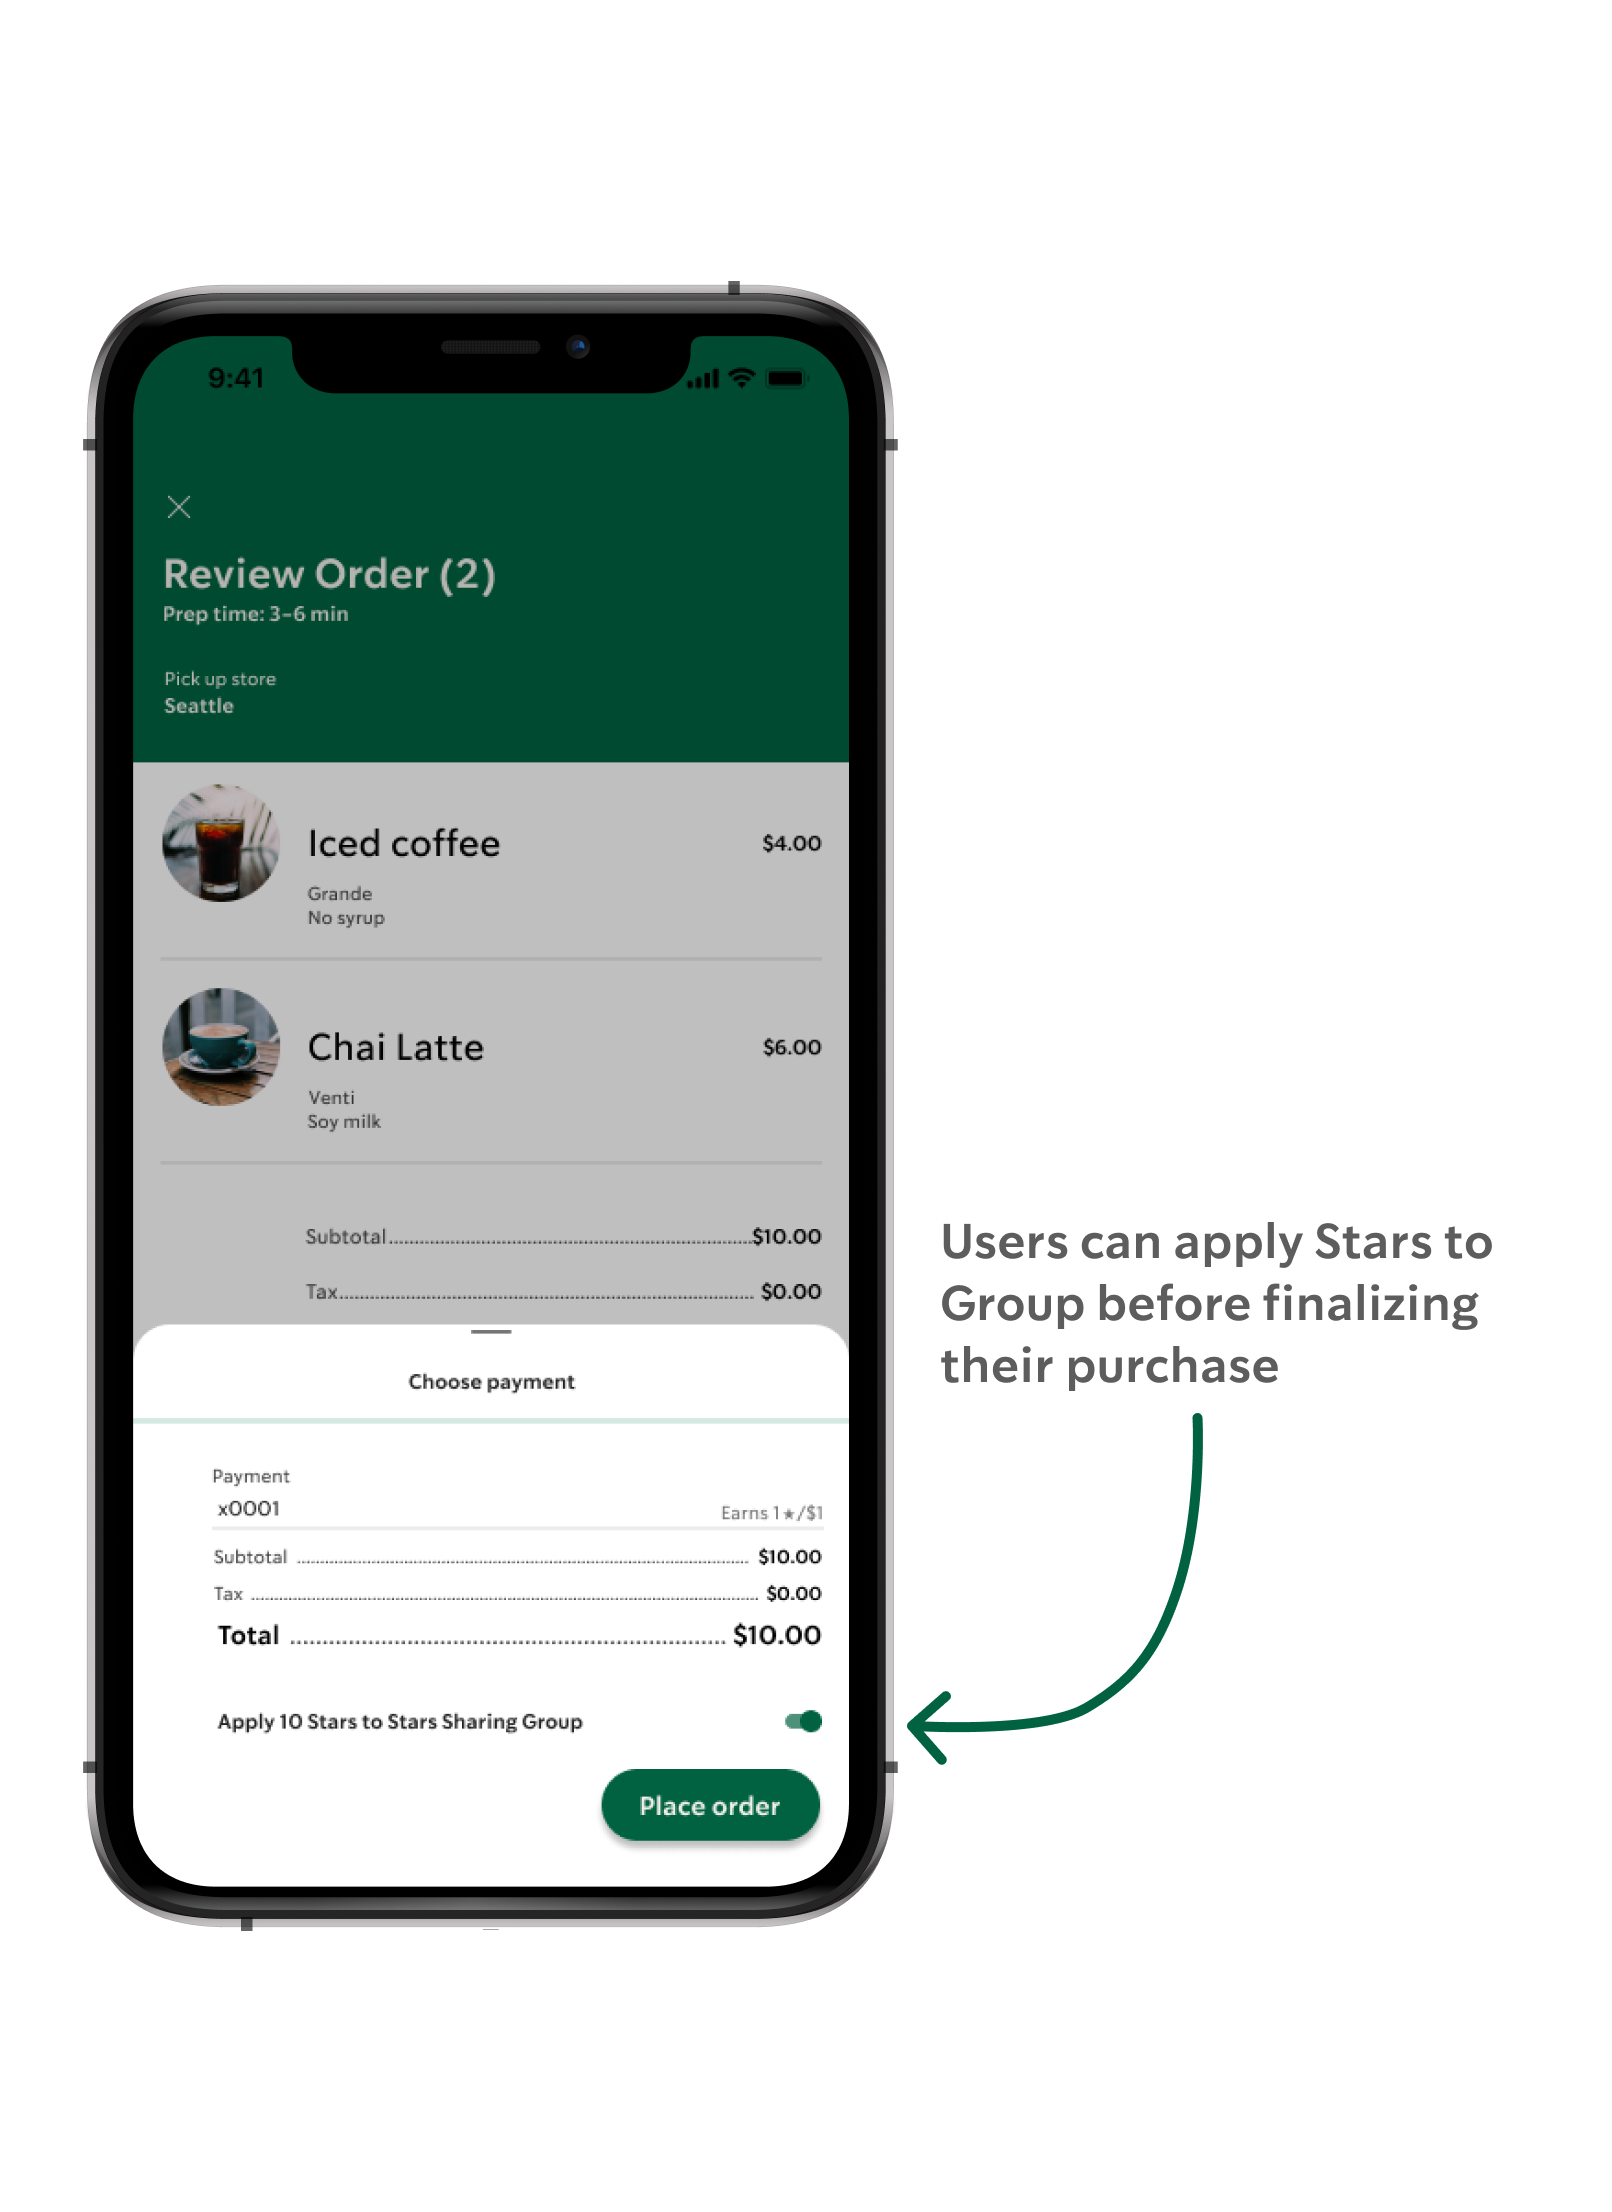 9:41
Review Order (2)
Prep time: 3-6 min
Pick up store
Seattle
Iced coffee
$4.00
Grande
No syrup
Chai Latte
$6.00
Venti
Soy milk
Subtotal $10.00
Tax $0.00
Choose payment
Payment
x0001
Earns 1★/$1
Subtotal $10.00
Tax $0.00
Total $10.00
Apply 10 Stars to Stars Sharing Group
Place order
Users can apply Stars to
Group before finalizing
their purchase